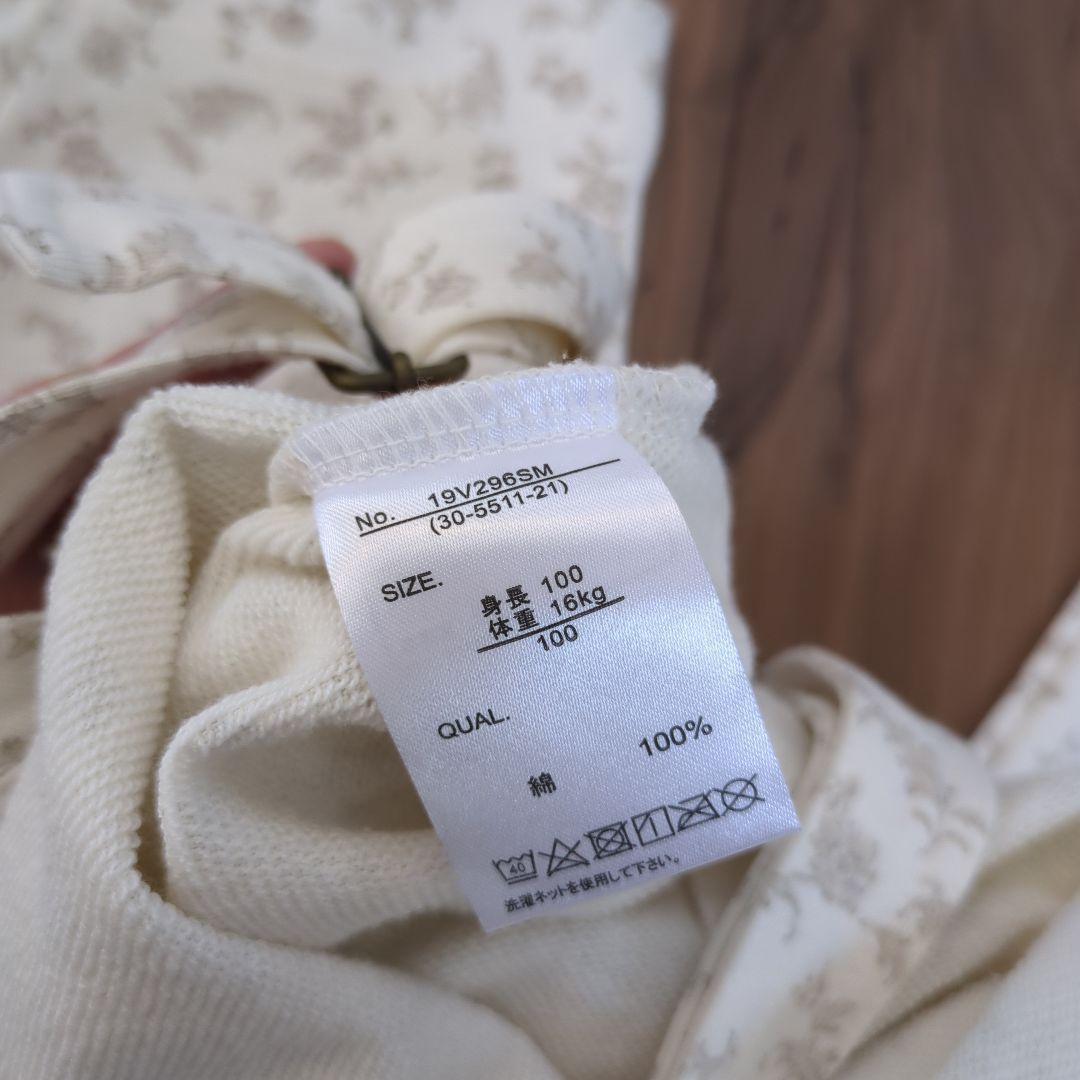 No. 19V296SM
(30-5511-21)
SIZE.
身長 100
体重 16kg
100
QUAL.
綿 100%
40
洗濯ネットを使用して下さい。